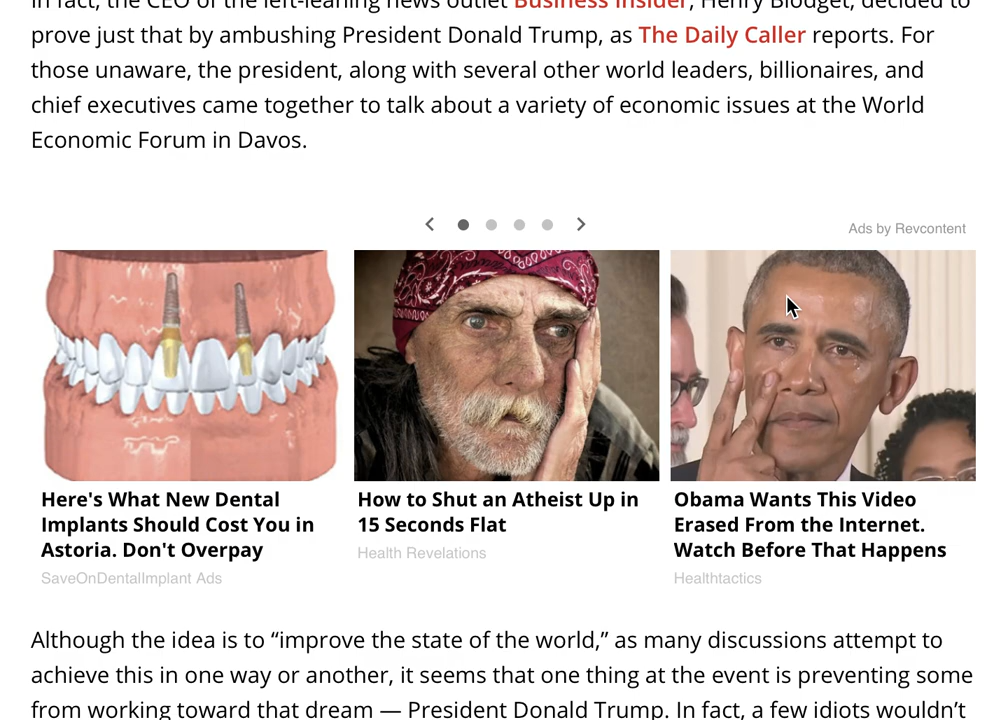 In fact, the CEO of the left-leaning news outlet Business Insider, Henry Blodget, decided to
prove just that by ambushing President Donald Trump, as The Daily Caller reports. For
those unaware, the president, along with several other world leaders, billionaires, and
chief executives came together to talk about a variety of economic issues at the World
Economic Forum in Davos.
Ads by Revcontent
Here's What New Dental
Implants Should Cost You in
Astoria. Don't Overpay
SaveOnDentalImplant Ads
How to Shut an Atheist Up in
15 Seconds Flat
Health Revelations
Obama Wants This Video
Erased From the Internet.
Watch Before That Happens
Healthtactics
Although the idea is to “improve the state of the world,” as many discussions attempt to
achieve this in one way or another, it seems that one thing at the event is preventing some
from working toward that dream — President Donald Trump. In fact, a few idiots wouldn’t